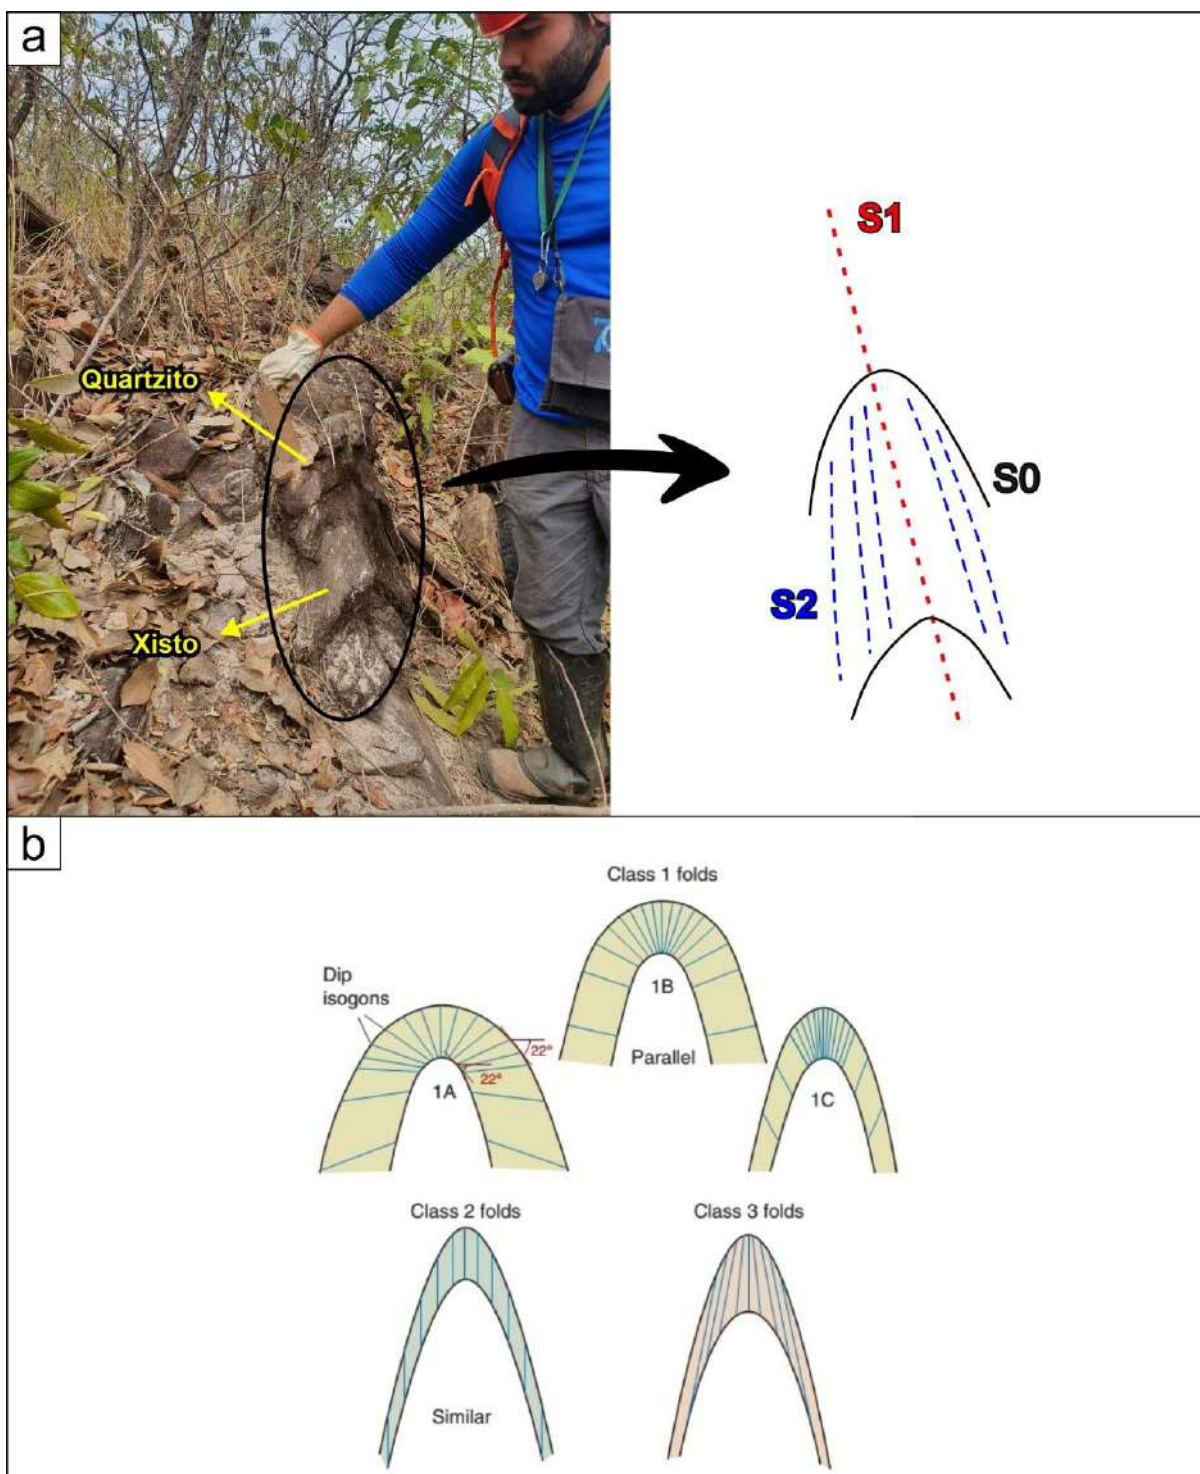 a
Quartzito
Xisto
S1
S0
S2
b
Class 1 folds
Dip
isogons
22°
22°
1A
1B
Parallel
1C
Class 2 folds
Similar
Class 3 folds